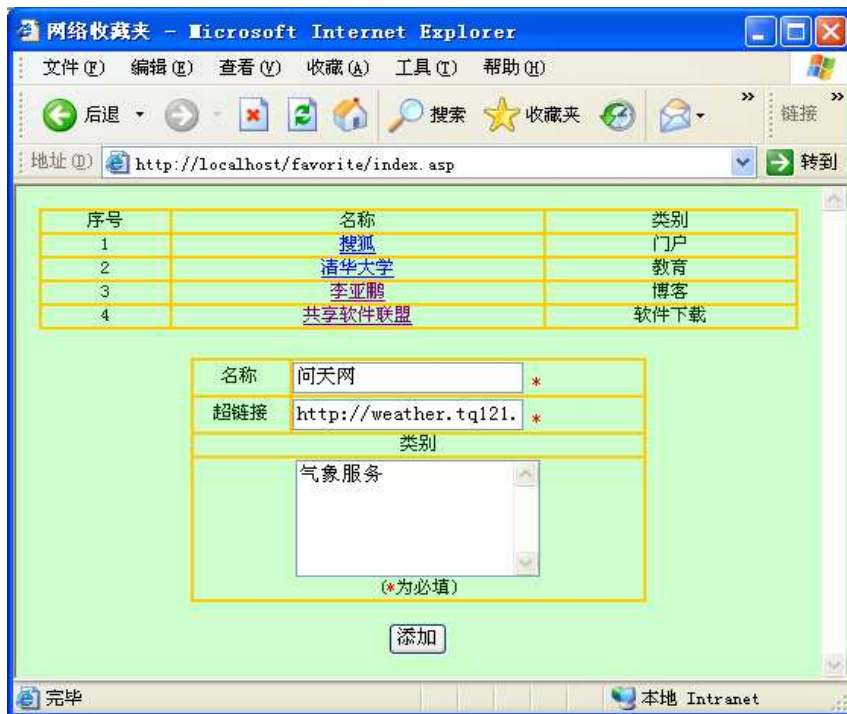 网络收藏夹 - Microsoft Internet Explorer
文件(F) 编辑(E) 查看(V) 收藏(A) 工具(T) 帮助(H)
后退 搜索 收藏夹 » 链接 »
地址(D) http://localhost/favorite/index.asp 转到
序号 名称 类别
1 搜狐 门户
2 清华大学 教育
3 李亚鹏 博客
4 共享软件联盟 软件下载
名称 问天网 *
超链接 http://weather.tq121. *
类别
气象服务
(*为必填)
添加
完毕 本地 Intranet